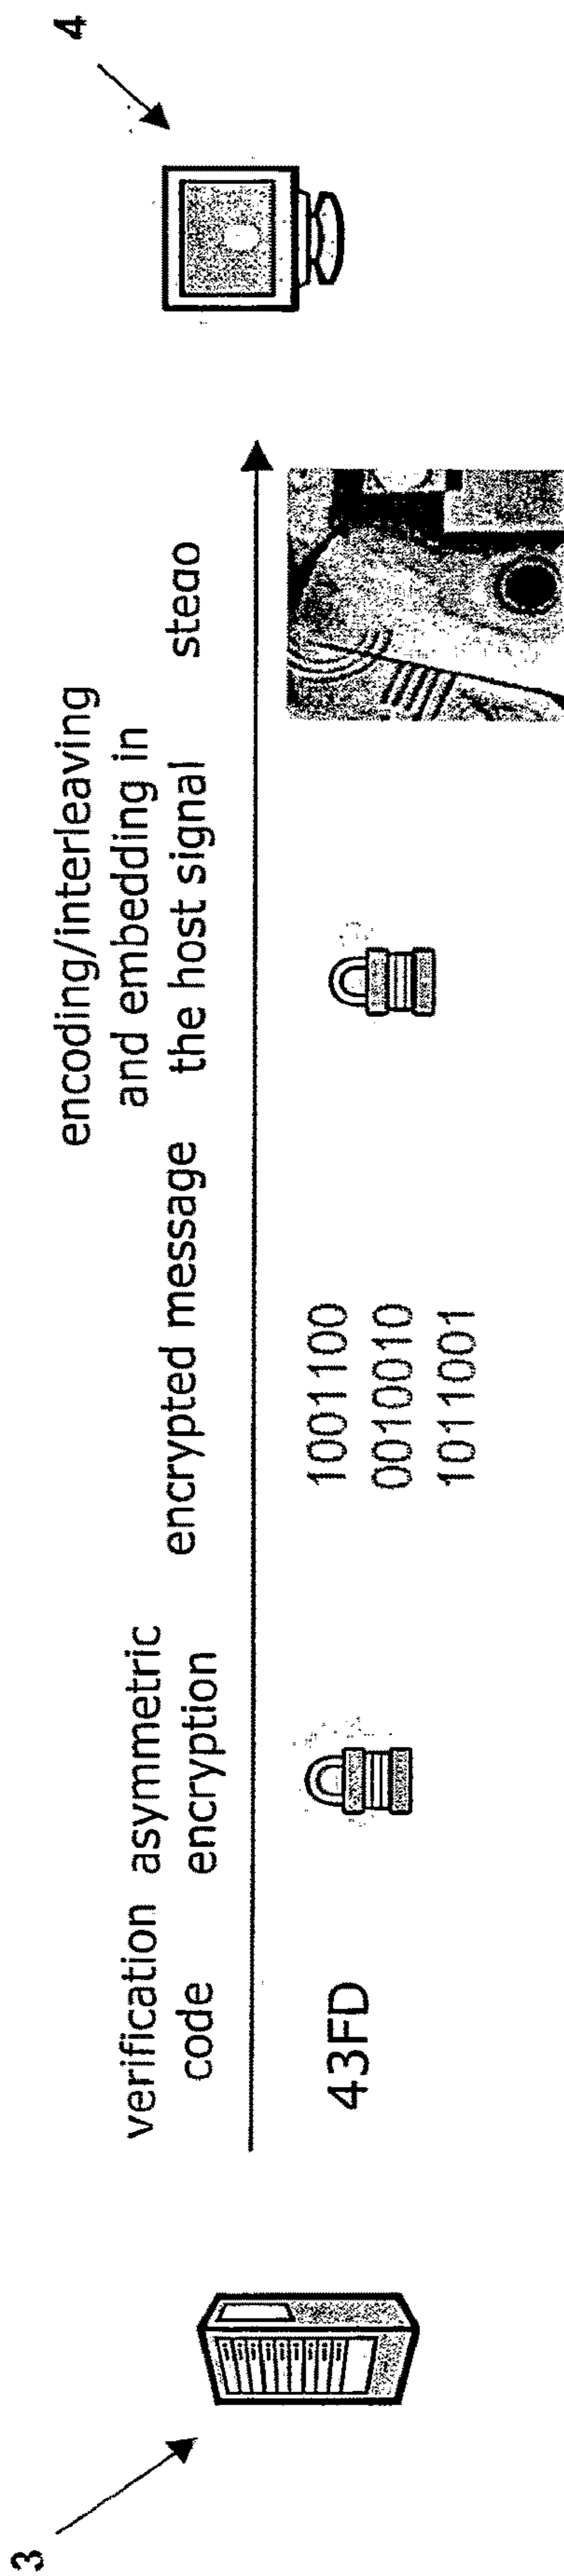 3
verification
code
43FD
asymmetric
encryption
encrypted message
1001100
0010010
1011001
encoding/interleaving
and embedding in
the host signal
stego
4